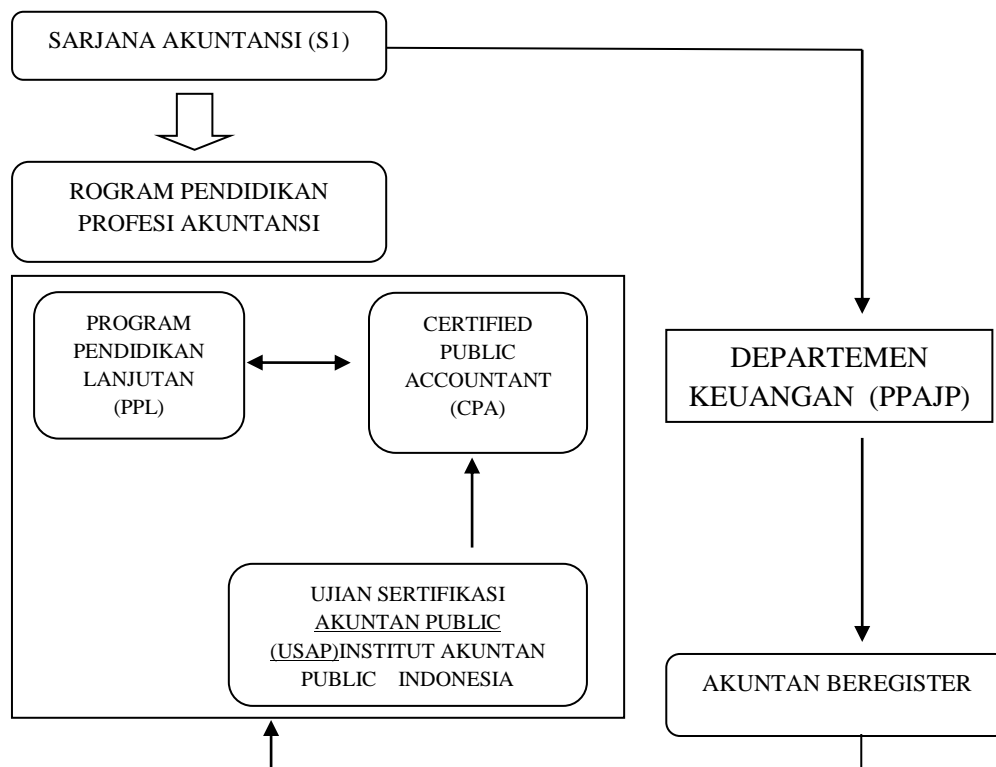 SARJANA AKUNTANSI (S1)
ROGRAM PENDIDIKAN
PROFESI AKUNTANSI
PROGRAM
PENDIDIKAN
LANJUTAN
(PPL)
CERTIFIED
PUBLIC
ACCOUNTANT
(CPA)
DEPARTEMEN
KEUANGAN (PPAJP)
UJIAN SERTIFIKASI
AKUNTAN PUBLIC
(USAP)INSTITUT AKUNTAN
PUBLIC INDONESIA
AKUNTAN BEREGISTER